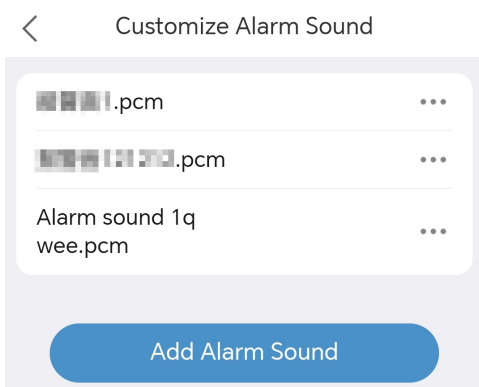 Customize Alarm Sound
.pcm
.pcm
Alarm sound 1q
wee.pcm
Add Alarm Sound